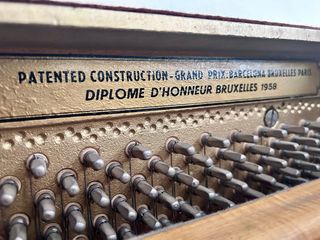 PATENTED CONSTRUCTION-GRAND PRIX:BARCELONA BRUXELLES PARIS
DIPLOME D'HONNEUR BRUXELLES 1958